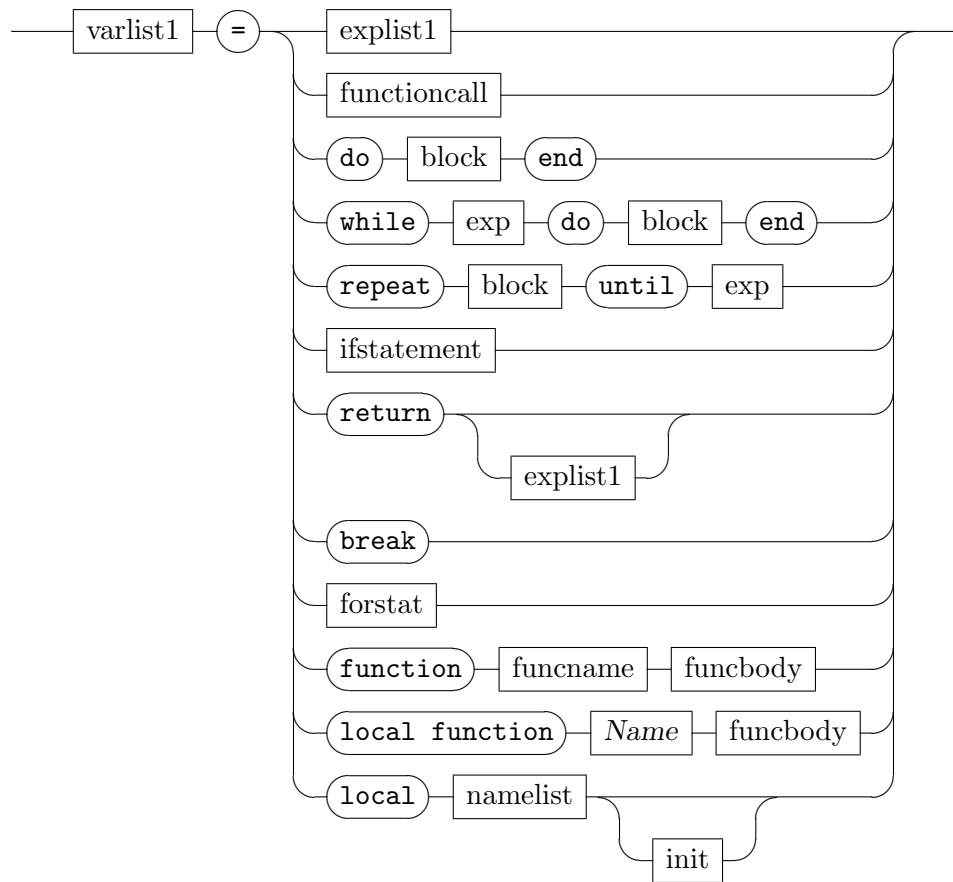 varlist1 = explist1
functioncall
do block end
while exp do block end
repeat block until exp
ifstatement
return
explist1
break
forstat
function funcname funcbody
local function Name funcbody
local namelist
init